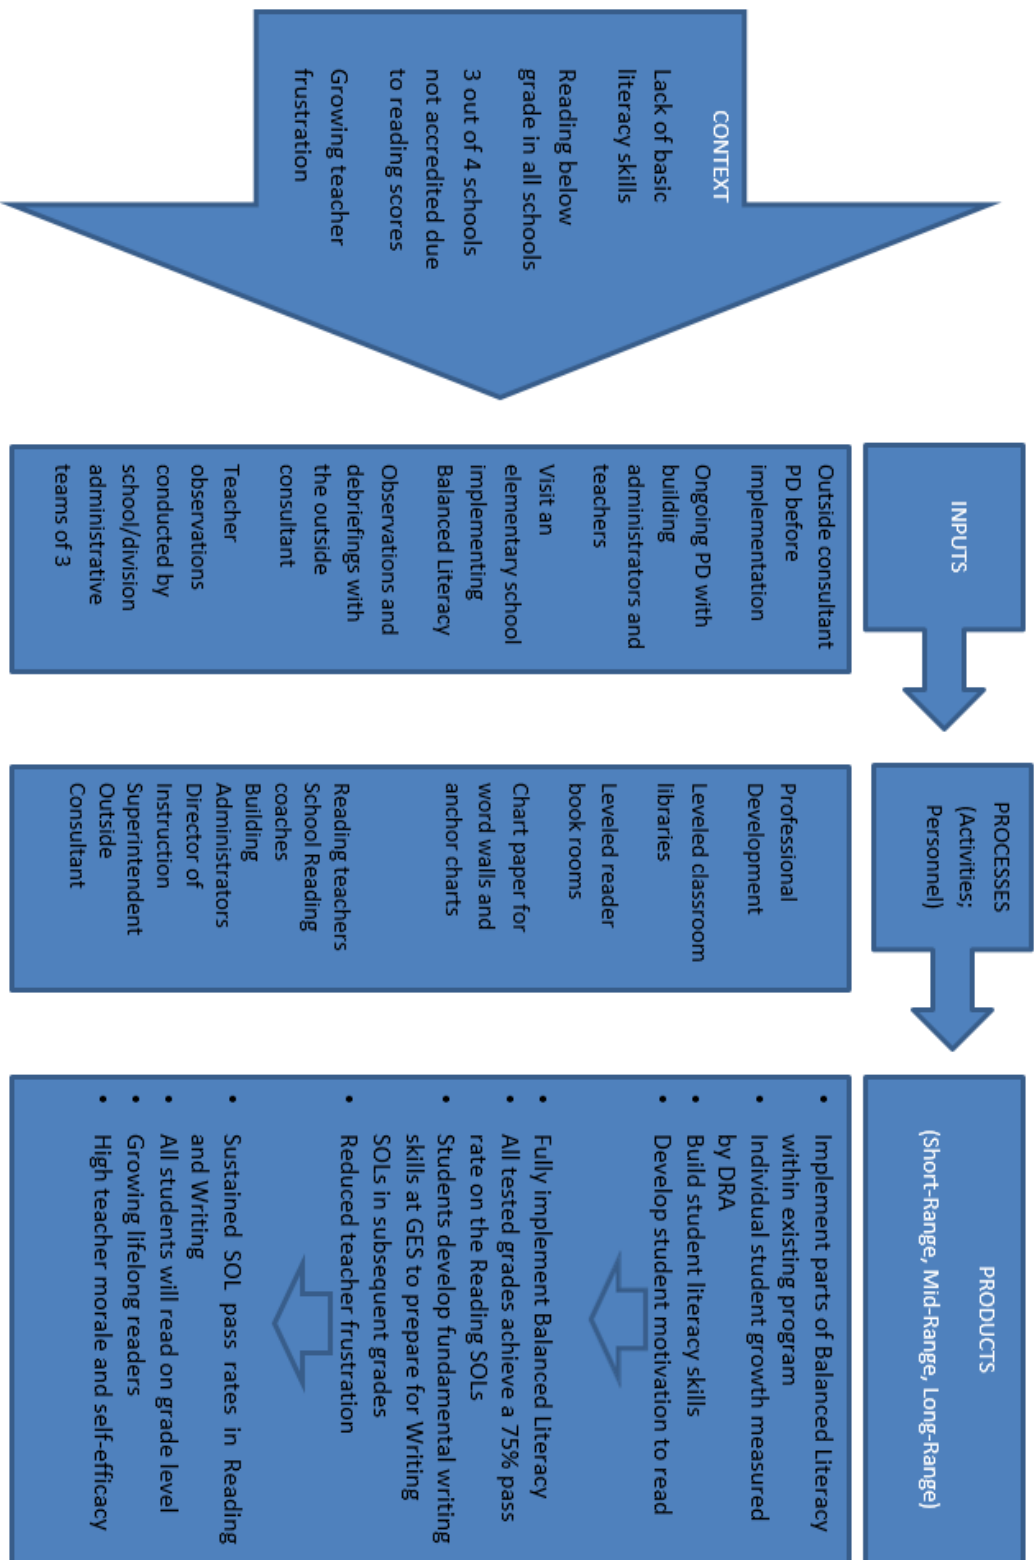 CONTEXT
Lack of basic
literacy skills
Reading below
grade in all schools
3 out of 4 schools
not accredited due
to reading scores
Growing teacher
frustration
INPUTS
Outside consultant
PD before
implementation
Ongoing PD with
building
administrators and
teachers
Visit an
elementary school
implementing
Balanced Literacy
Observations and
debriefings with
the outside
consultant
Teacher
observations
conducted by
school/division
administrative
teams of 3
PROCESSES
(Activities;
Personnel)
Professional
Development
Leveled classroom
libraries
Leveled reader
book rooms
Chart paper for
word walls and
anchor charts
Reading teachers
School Reading
coaches
Building
Administrators
Director of
Instruction
Superintendent
Outside
Consultant
PRODUCTS
(Short-Range, Mid-Range, Long-Range)
• Implement parts of Balanced Literacy
within existing program
• Individual student growth measured
by DRA
• Build student literacy skills
• Develop student motivation to read
• Fully implement Balanced Literacy
• All tested grades achieve a 75% pass
rate on the Reading SOLs
• Students develop fundamental writing
skills at GES to prepare for Writing
SOLs in subsequent grades
• Reduced teacher frustration
• Sustained SOL pass rates in Reading
and Writing
• All students will read on grade level
• Growing lifelong readers
• High teacher morale and self-efficacy